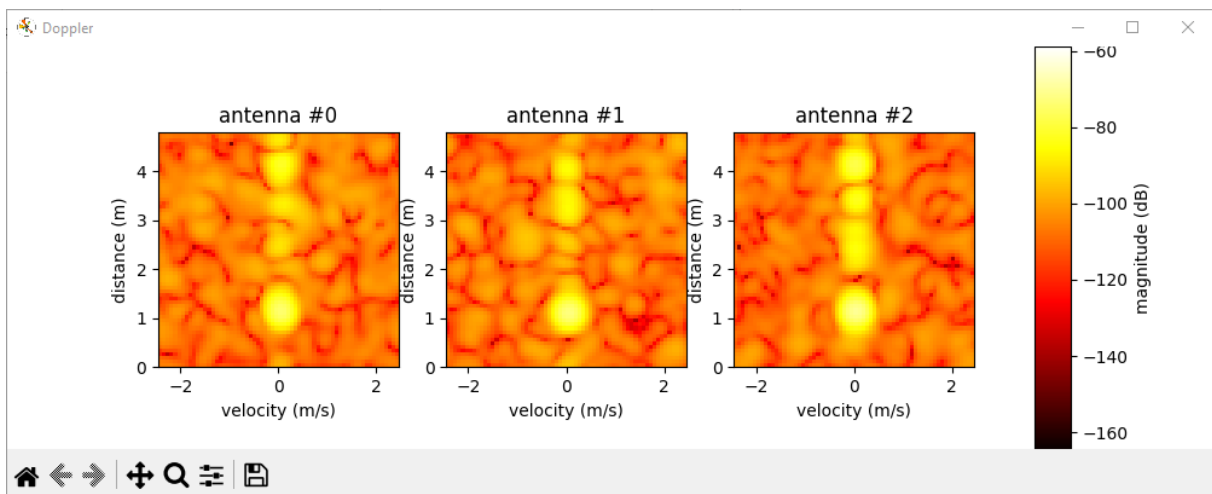 Doppler
antenna #0
antenna #1
antenna #2
distance (m)
4
3
2
1
0
−2
0
2
velocity (m/s)
distance (m)
4
3
2
1
0
−2
0
2
velocity (m/s)
distance (m)
4
3
2
1
0
−2
0
2
velocity (m/s)
−60
−80
−100
−120
−140
−160
magnitude (dB)